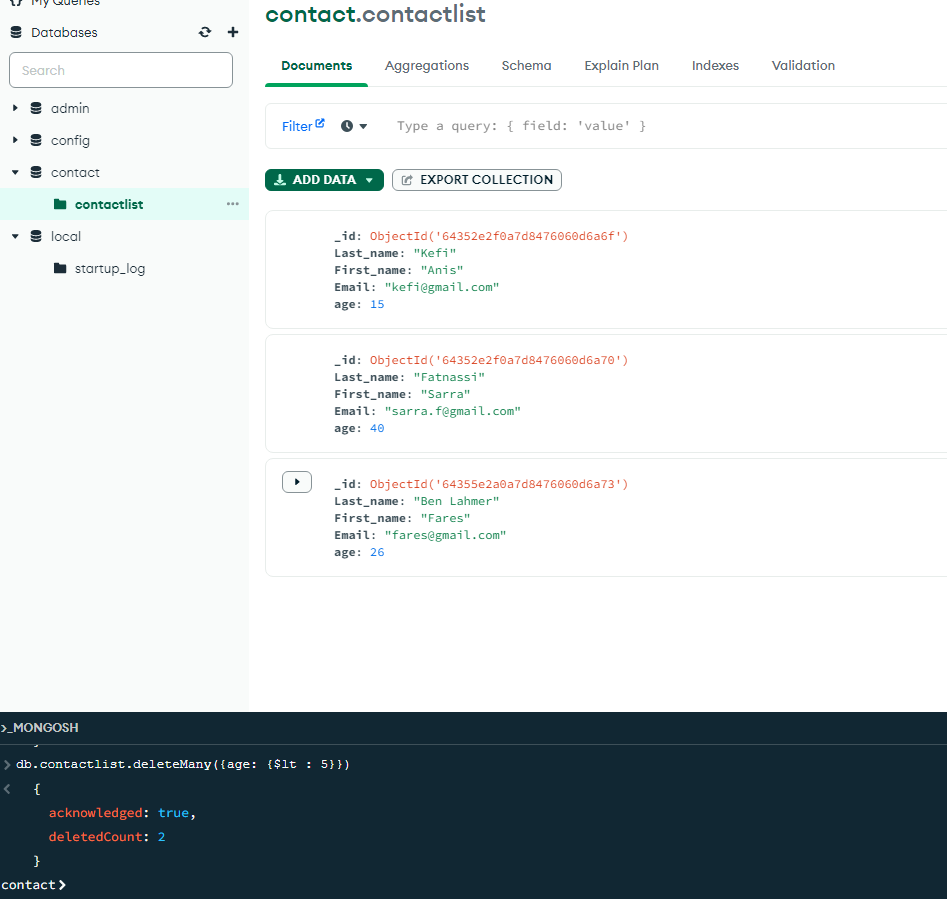 My Queries
Databases
Search
admin
config
contact
contactlist
local
startup_log
contact.contactlist
Documents Aggregations Schema Explain Plan Indexes Validation
Filter Type a query: { field: 'value' }
ADD DATA EXPORT COLLECTION
_id: ObjectId('64352e2f0a7d8476060d6a6f')
Last_name: "Kefi"
First_name: "Anis"
Email: "kefi@gmail.com"
age: 15
_id: ObjectId('64352e2f0a7d8476060d6a70')
Last_name: "Fatnassi"
First_name: "Sarra"
Email: "sarra.f@gmail.com"
age: 40
_id: ObjectId('64355e2a0a7d8476060d6a73')
Last_name: "Ben Lahmer"
First_name: "Fares"
Email: "fares@gmail.com"
age: 26
>_MONGOSH
> db.contactlist.deleteMany({age: {$lt : 5}})
< {
acknowledged: true,
deletedCount: 2
}
contact>